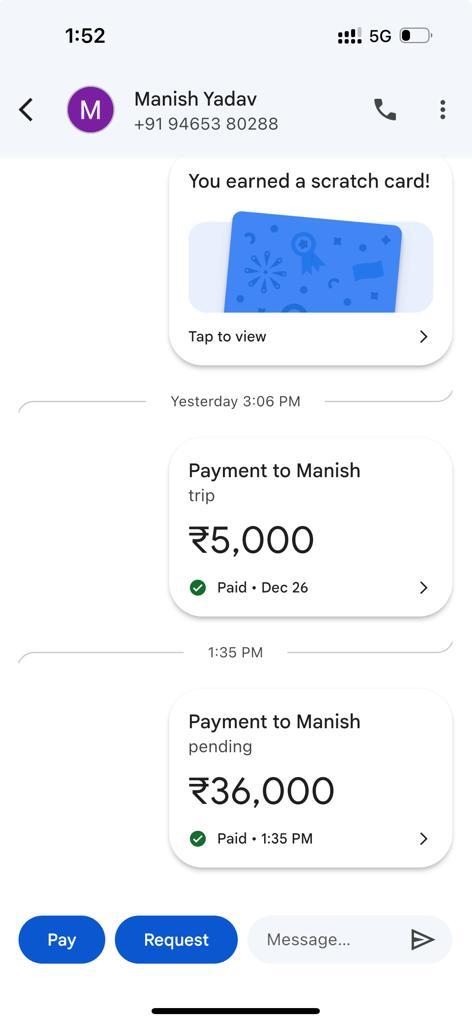 1:52
5G
M
Manish Yadav
+91 94653 80288
You earned a scratch card!
Tap to view
Yesterday 3:06 PM
Payment to Manish
trip
₹5,000
Paid • Dec 26
1:35 PM
Payment to Manish
pending
₹36,000
Paid • 1:35 PM
Pay
Request
Message...